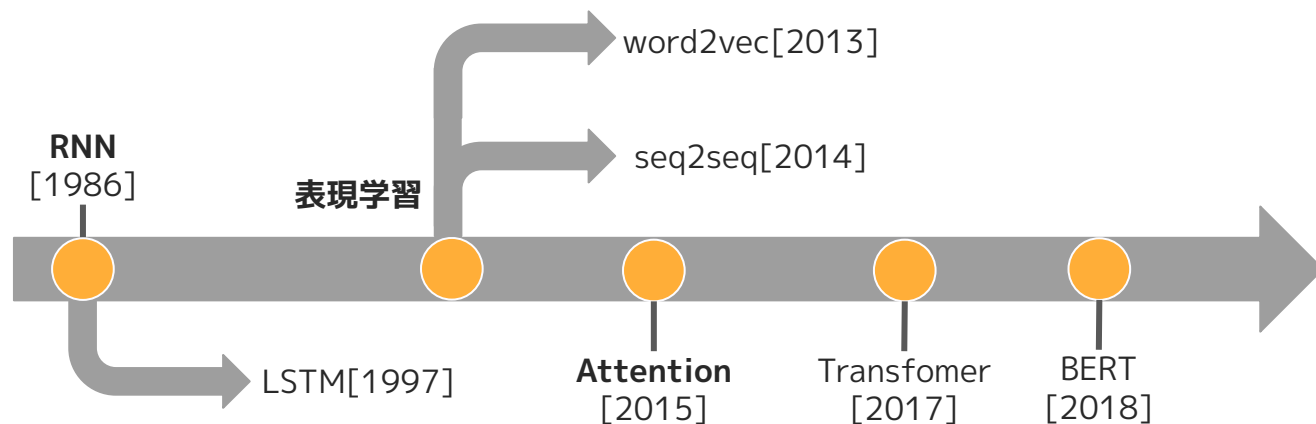 word2vec[2013]
RNN
[1986]
seq2seq[2014]
表現学習
LSTM[1997]
Attention
[2015]
Transfomer
[2017]
BERT
[2018]